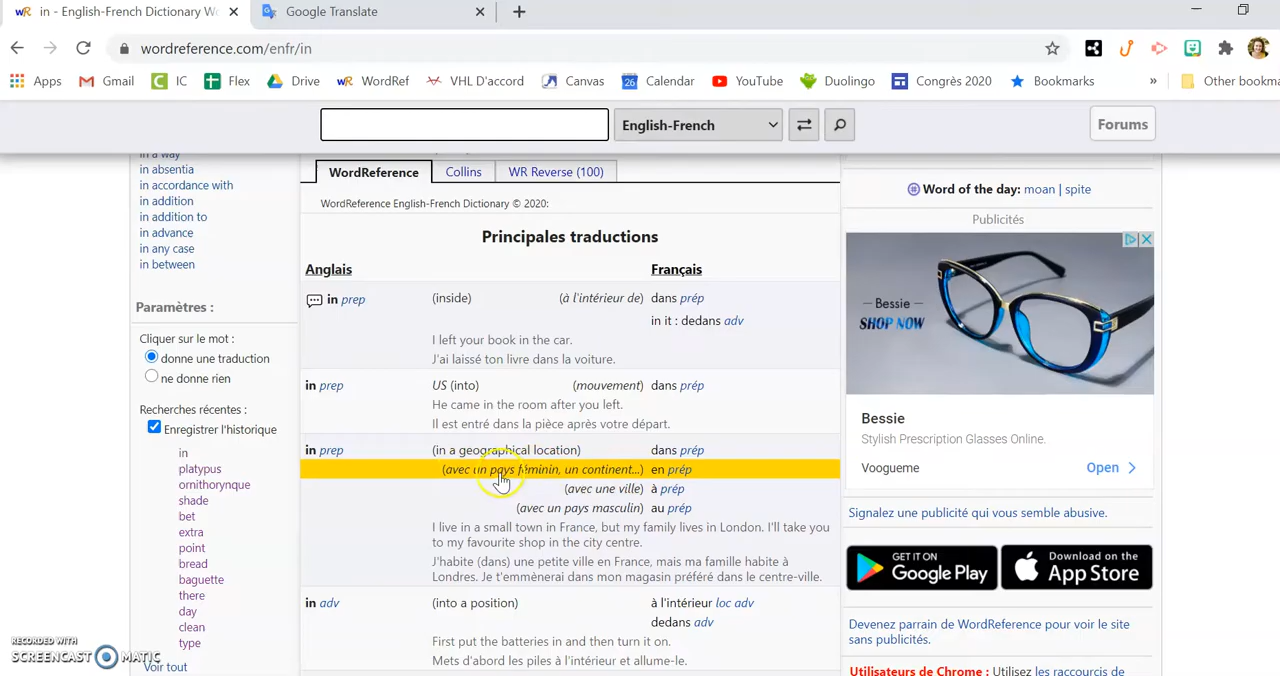 in - English-French Dictionary Wo
Google Translate
wordreference.com/enfr/in
Apps Gmail IC Flex Drive WordRef VHL D'accord Canvas Calendar YouTube Duolingo Congrès 2020 Bookmarks » Other bookma
English-French
Forums
in a way
in absentia
in accordance with
in addition
in addition to
in advance
in any case
in between
Paramètres :
Cliquer sur le mot :
donne une traduction
ne donne rien
Recherches récentes :
Enregistrer l'historique
in
platypus
ornithorynque
shade
bet
extra
point
bread
baguette
there
day
clean
type
Voir tout
RECORDED WITH
SCREENCAST MATIC
WordReference Collins WR Reverse (100)
WordReference English-French Dictionary © 2020:
Principales traductions
Anglais Français
in prep (inside) (à l'intérieur de) dans prép
in it : dedans adv
I left your book in the car.
J'ai laissé ton livre dans la voiture.
in prep US (into) (mouvement) dans prép
He came in the room after you left.
Il est entré dans la pièce après votre départ.
in prep (in a geographical location) dans prép
(avec un pays féminin, un continent...) en prép
(avec une ville) à prép
(avec un pays masculin) au prép
I live in a small town in France, but my family lives in London. I'll take you
to my favourite shop in the city centre.
J'habite (dans) une petite ville en France, mais ma famille habite à
Londres. Je t'emmènerai dans mon magasin préféré dans le centre-ville.
in adv (into a position) à l'intérieur loc adv
dedans adv
First put the batteries in and then turn it on.
Mets d'abord les piles à l'intérieur et allume-le.
Word of the day: moan | spite
Publicités
Bessie
SHOP NOW
Bessie
Stylish Prescription Glasses Online.
Voogueme Open
Signalez une publicité qui vous semble abusive.
GET IT ON
Google Play
Download on the
App Store
Devenez parrain de WordReference pour voir le site
sans publicités.
Utilisateurs de Chrome : Utilisez les raccourcis de